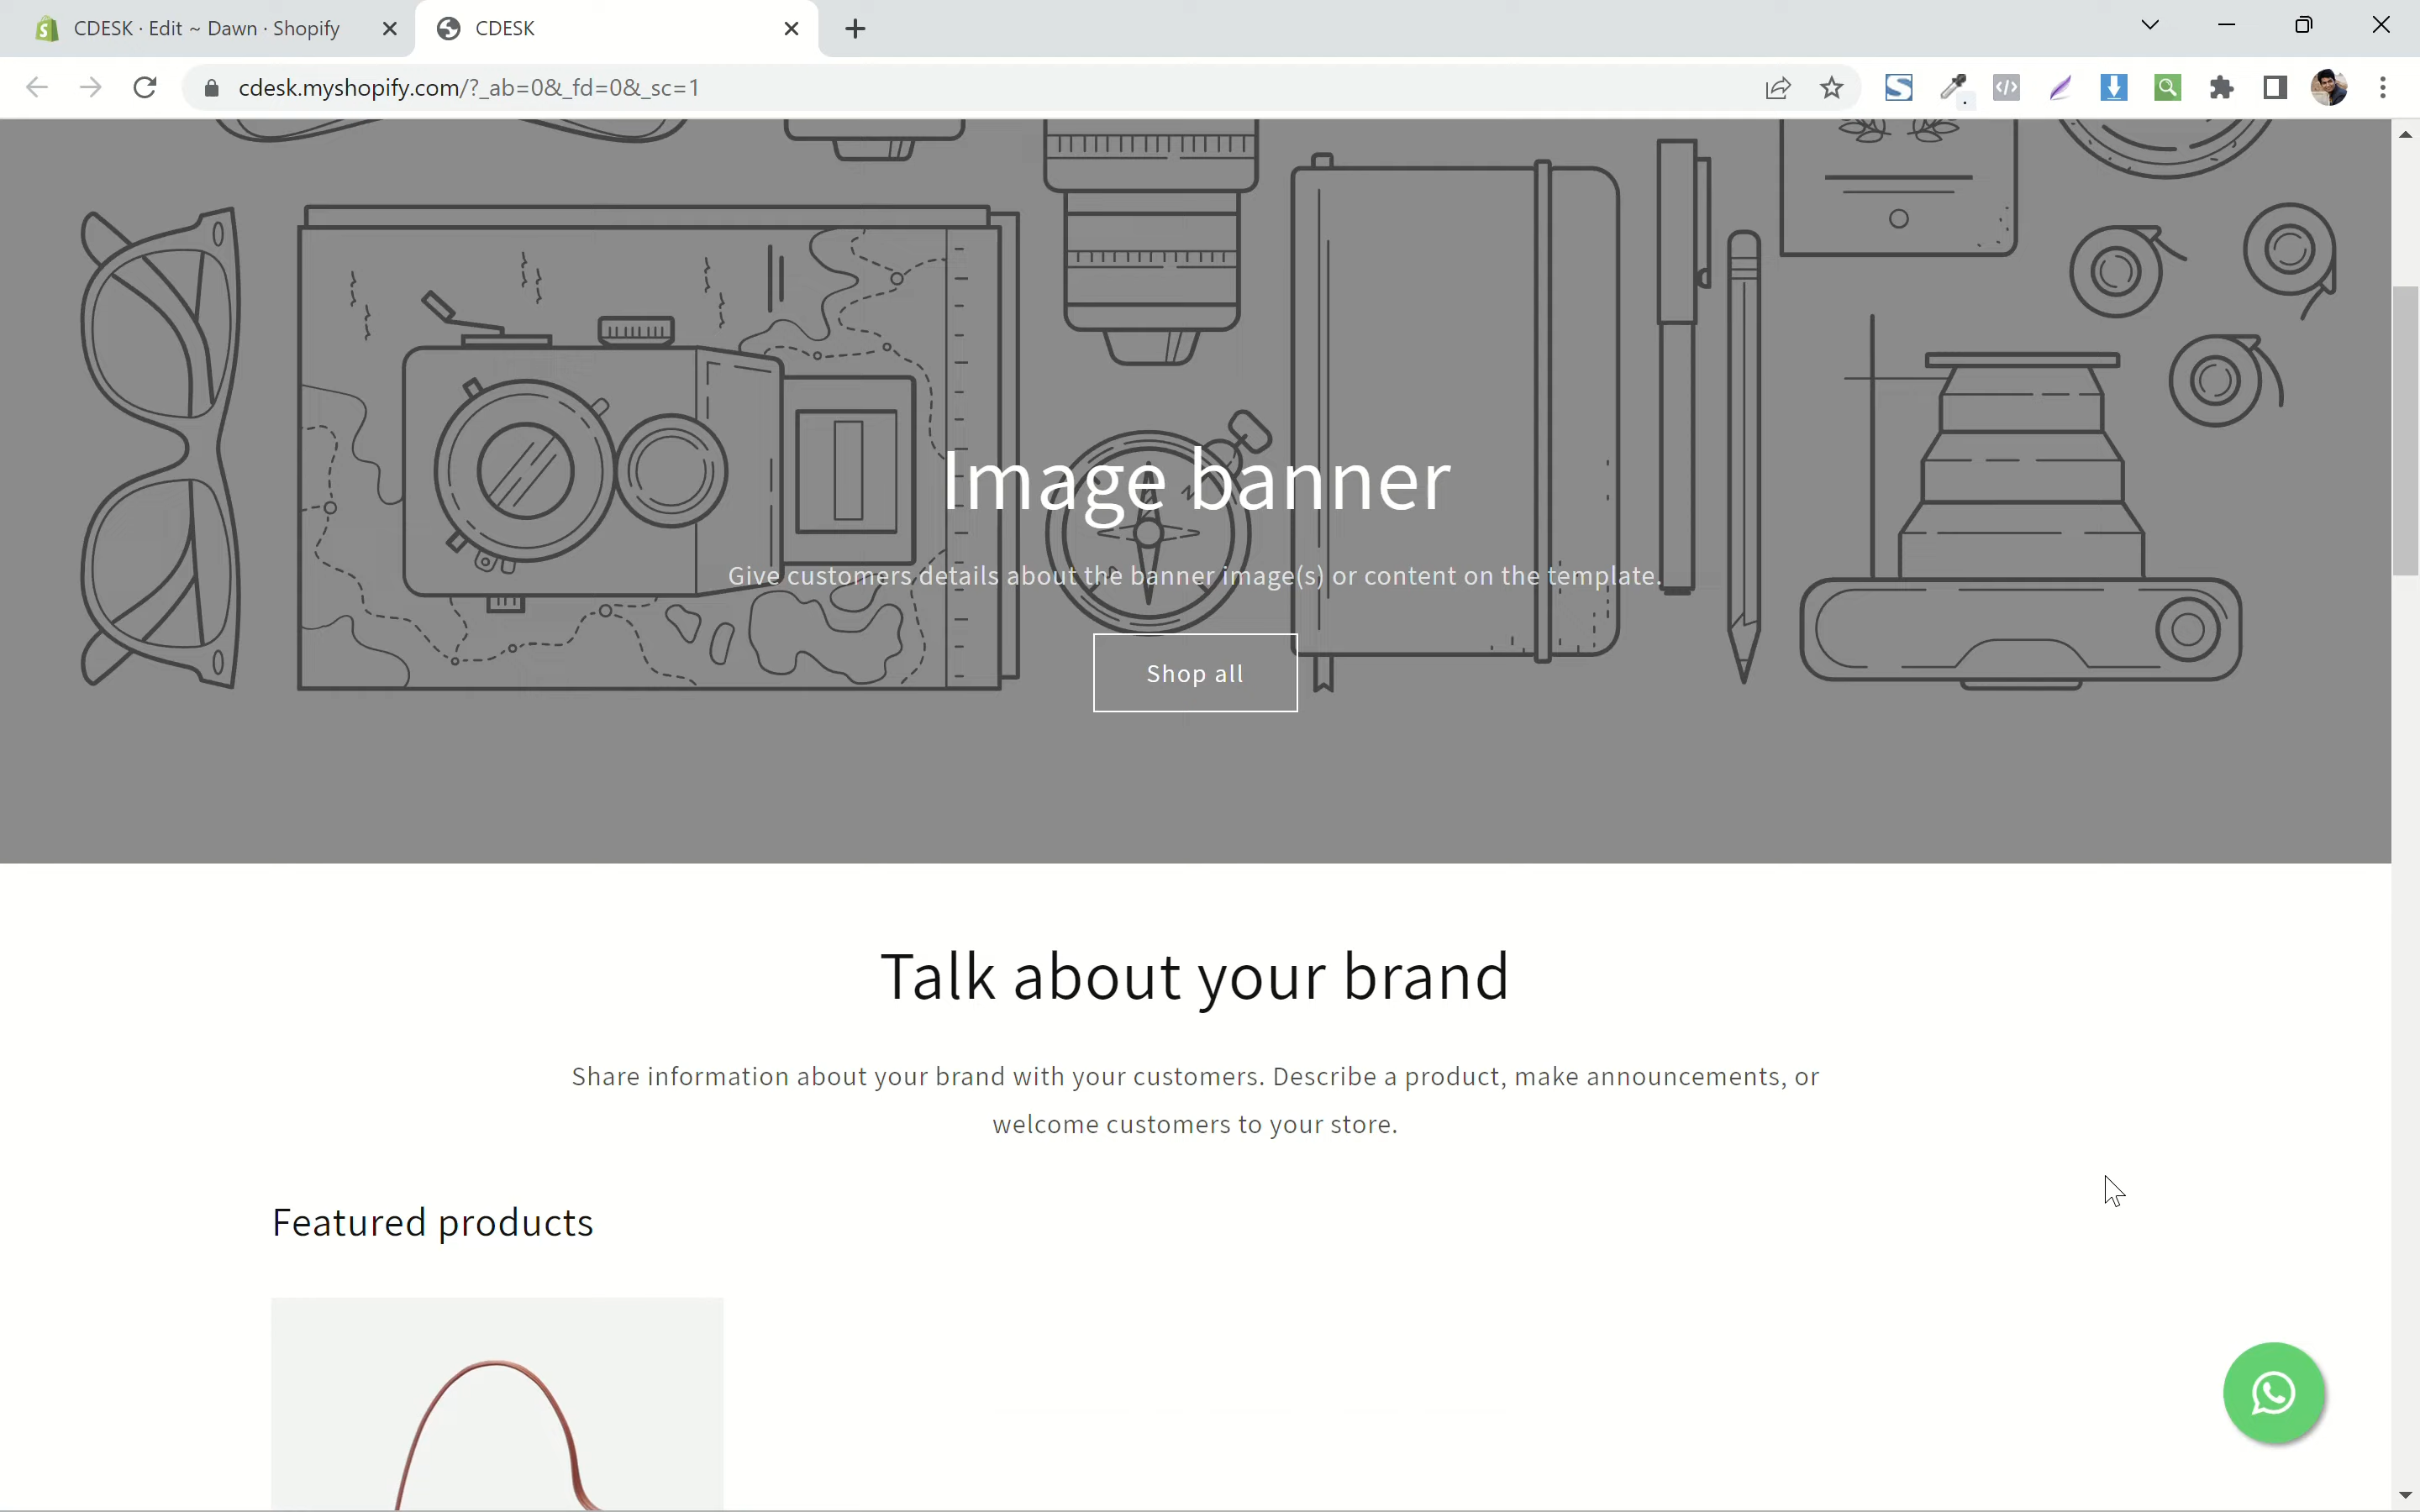 CDESK · Edit ~ Dawn · Shopify
CDESK
cdesk.myshopify.com/?_ab=0&_fd=0&_sc=1
Image banner
Give customers details about the banner image(s) or content on the template.
Shop all
Talk about your brand
Share information about your brand with your customers. Describe a product, make announcements, or
welcome customers to your store.
Featured products